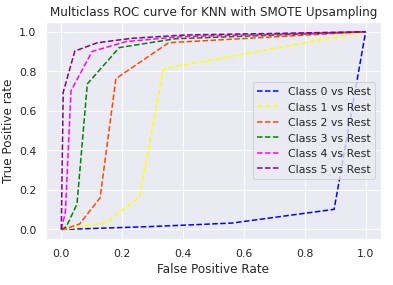 Multiclass ROC curve for KNN with SMOTE Upsampling
True Positive rate
1.0
0.8
0.6
0.4
0.2
0.0
Class 0 vs Rest
Class 1 vs Rest
Class 2 vs Rest
Class 3 vs Rest
Class 4 vs Rest
Class 5 vs Rest
0.0 0.2 0.4 0.6 0.8 1.0
False Positive Rate